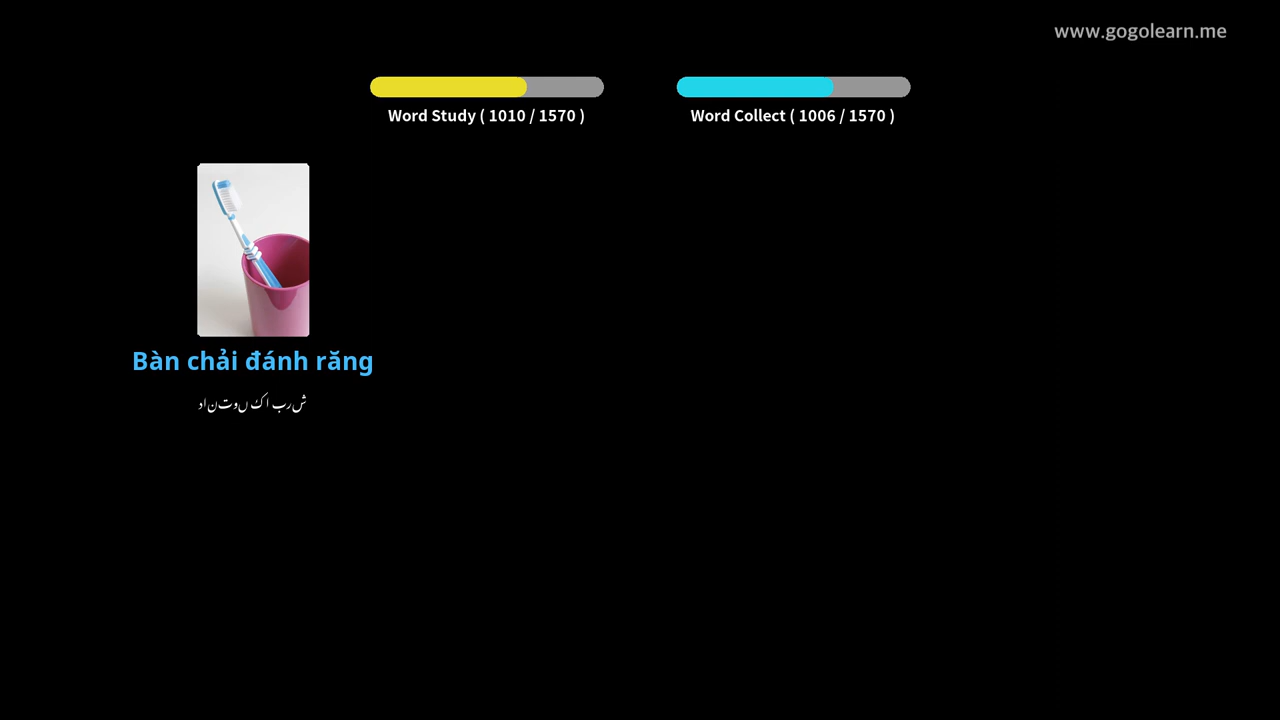 www.gogolearn.me
Word Study ( 1010 / 1570 )
Word Collect ( 1006 / 1570 )
Bàn chải đánh răng
دانتوں کا برش